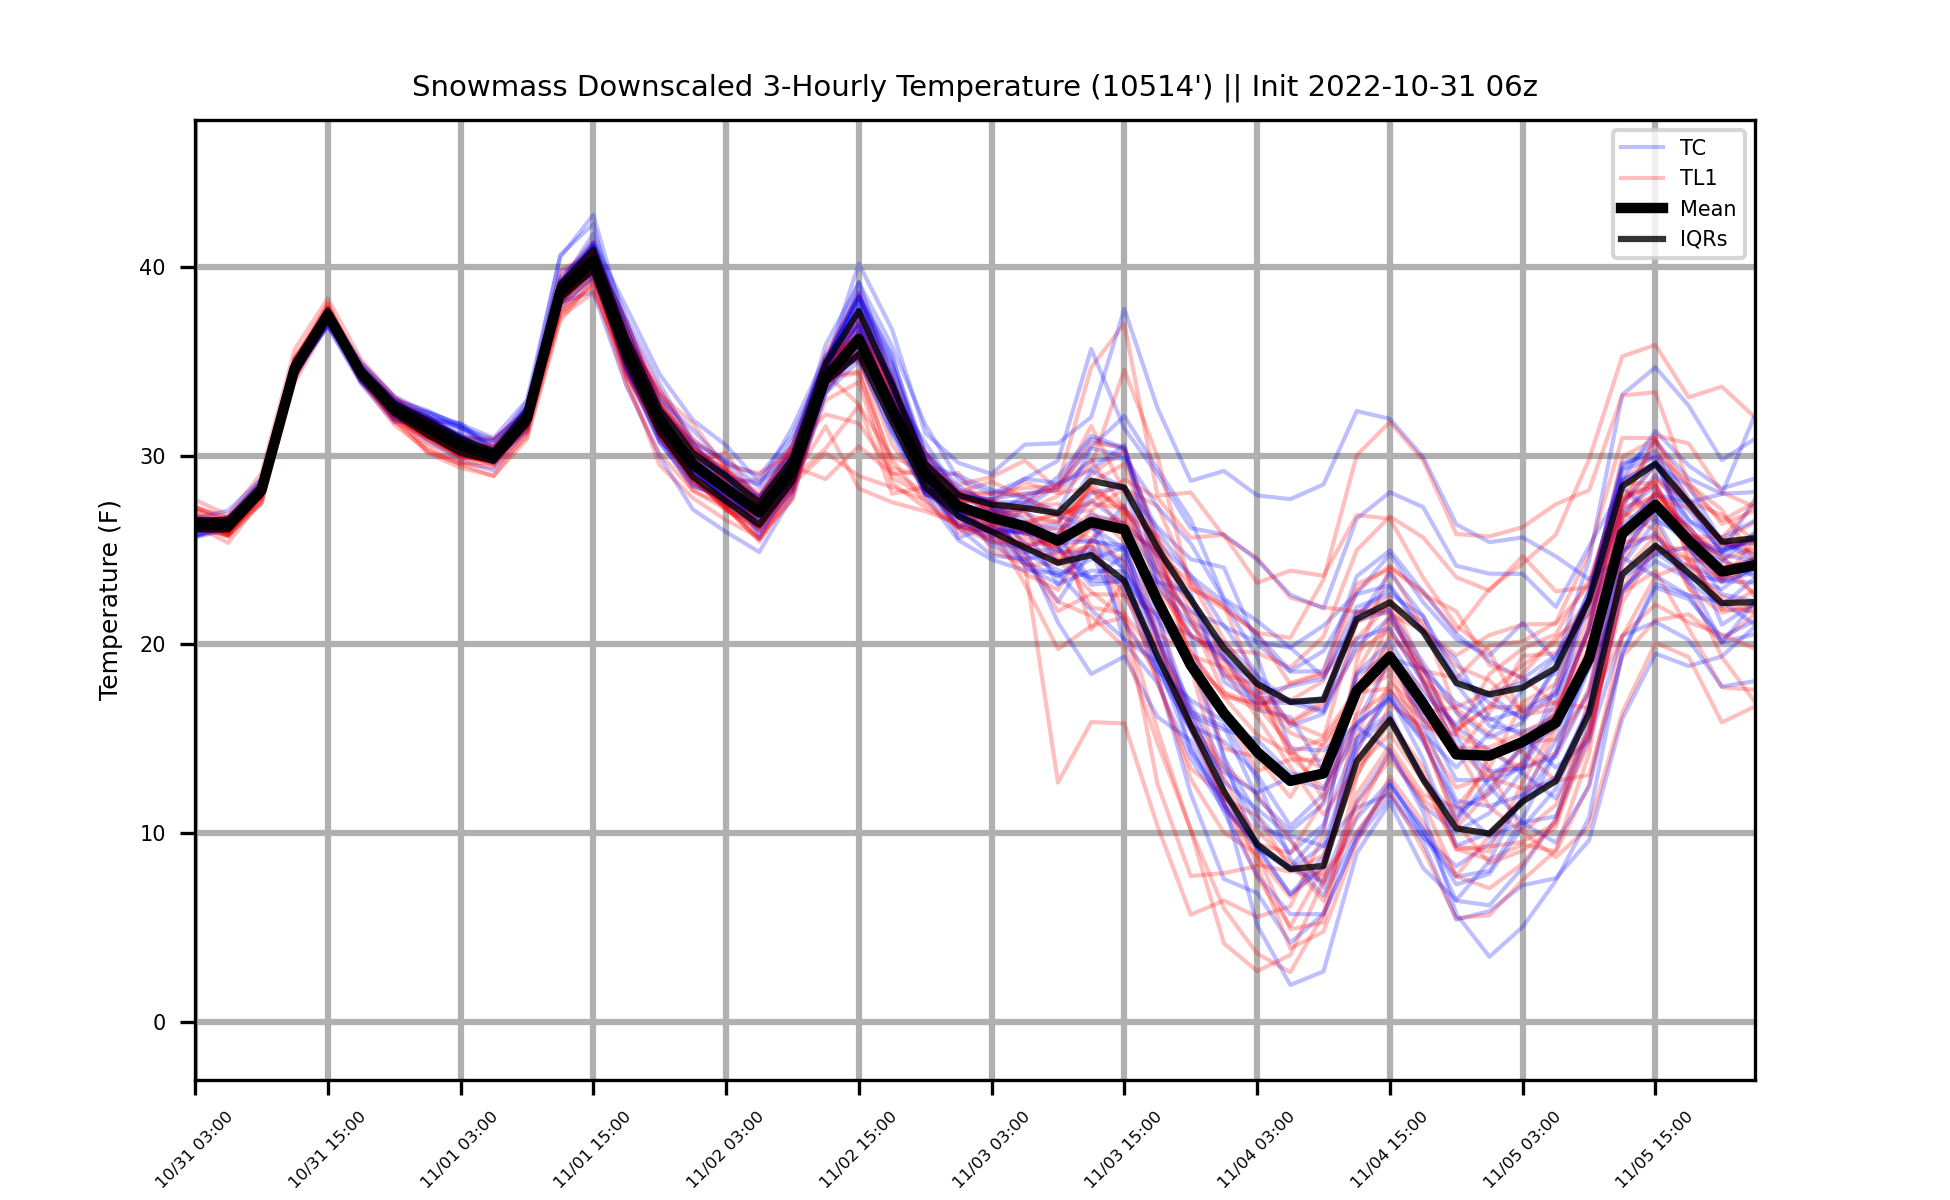 Snowmass Downscaled 3-Hourly Temperature (10514') || Init 2022-10-31 06z
TC
TL1
Mean
IQRs
40
30
20
10
0
Temperature (F)
10/31 03:00
10/31 15:00
11/01 03:00
11/01 15:00
11/02 03:00
11/02 15:00
11/03 03:00
11/03 15:00
11/04 03:00
11/04 15:00
11/05 03:00
11/05 15:00